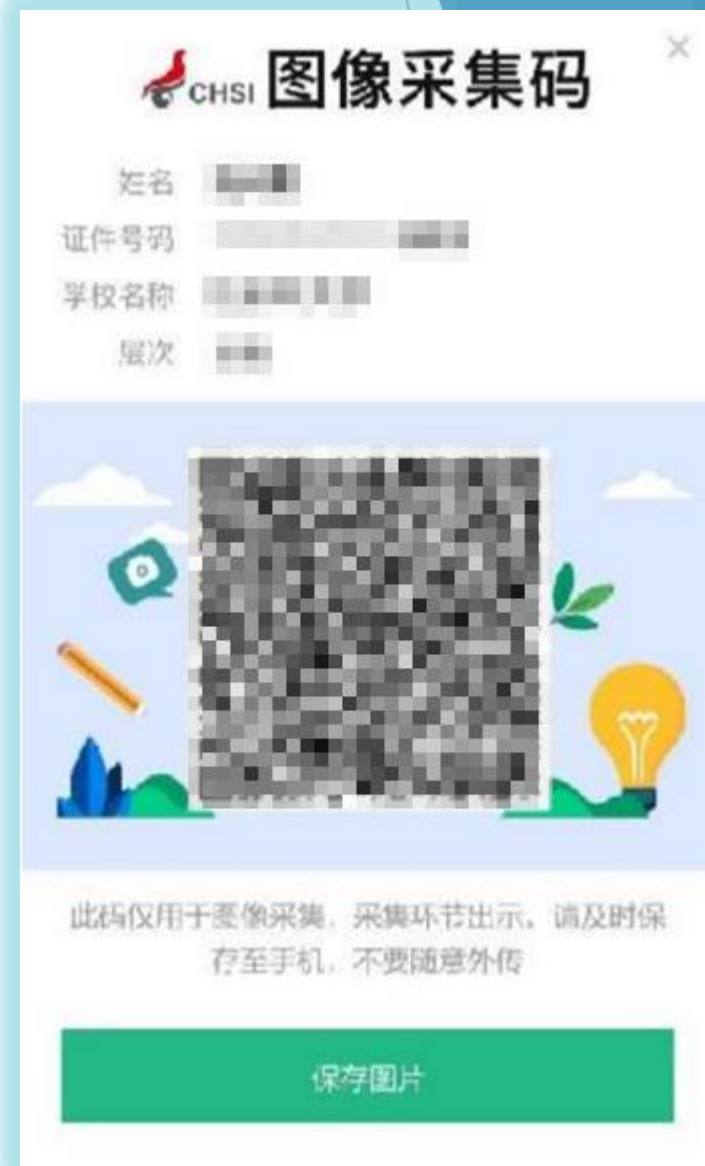 CHSI 图像采集码
姓名
证件号码
学校名称
层次
此码仅用于图像采集，采集环节出示，请及时保
存至手机，不要随意外传
保存图片